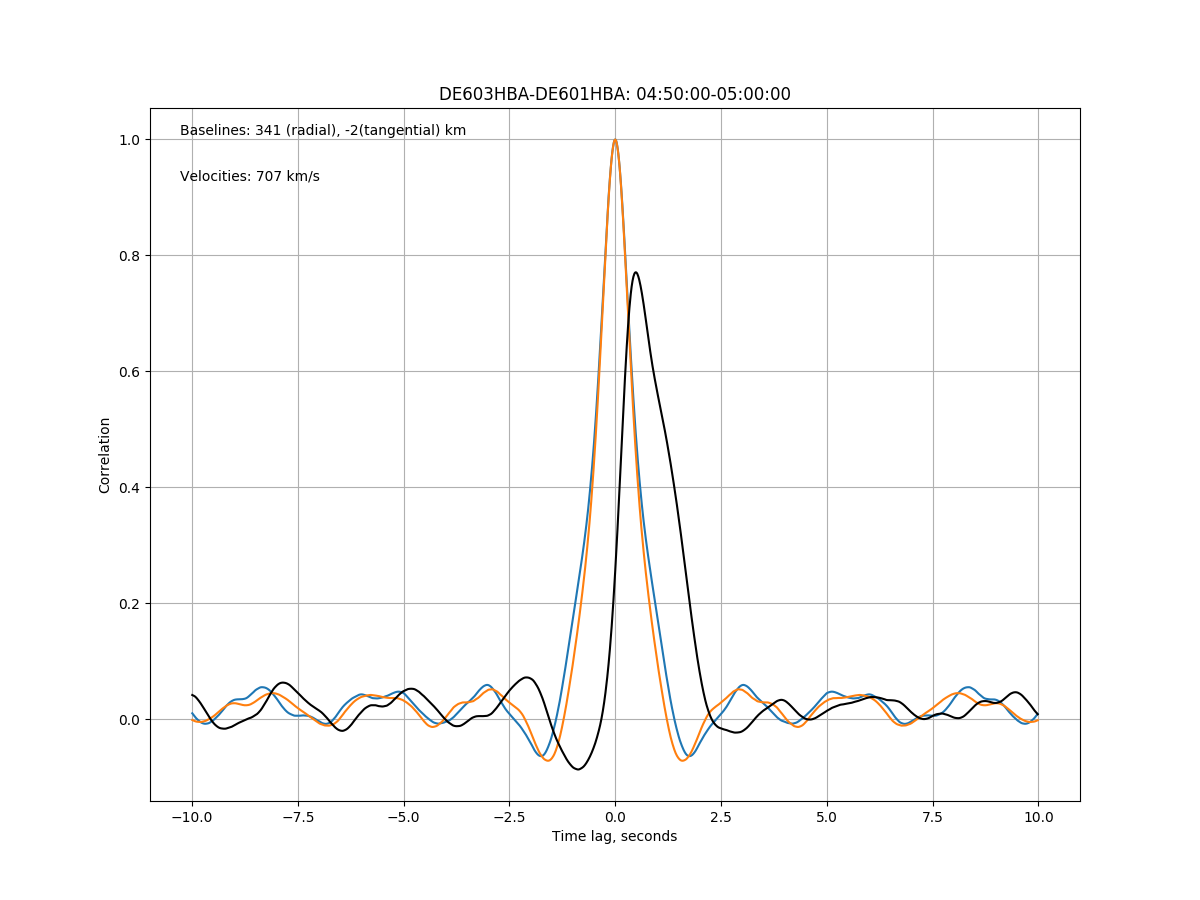 DE603HBA-DE601HBA: 04:50:00-05:00:00
Baselines: 341 (radial), -2(tangential) km
Velocities: 707 km/s
1.0
0.8
0.6
0.4
0.2
0.0
Correlation
−10.0 −7.5 −5.0 −2.5 0.0 2.5 5.0 7.5 10.0
Time lag, seconds